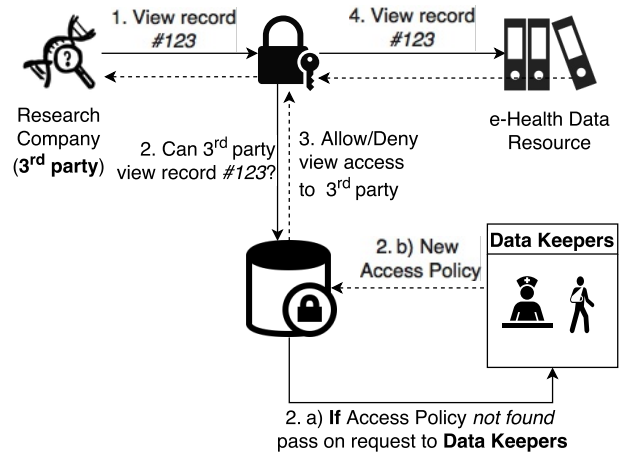 1. View record
#123
4. View record
#123
?
Research
Company
(3rd party)
e-Health Data
Resource
2. Can 3rd party
view record #123?
3. Allow/Deny
view access
to 3rd party
2. b) New
Access Policy
Data Keepers
2. a) If Access Policy not found
pass on request to Data Keepers